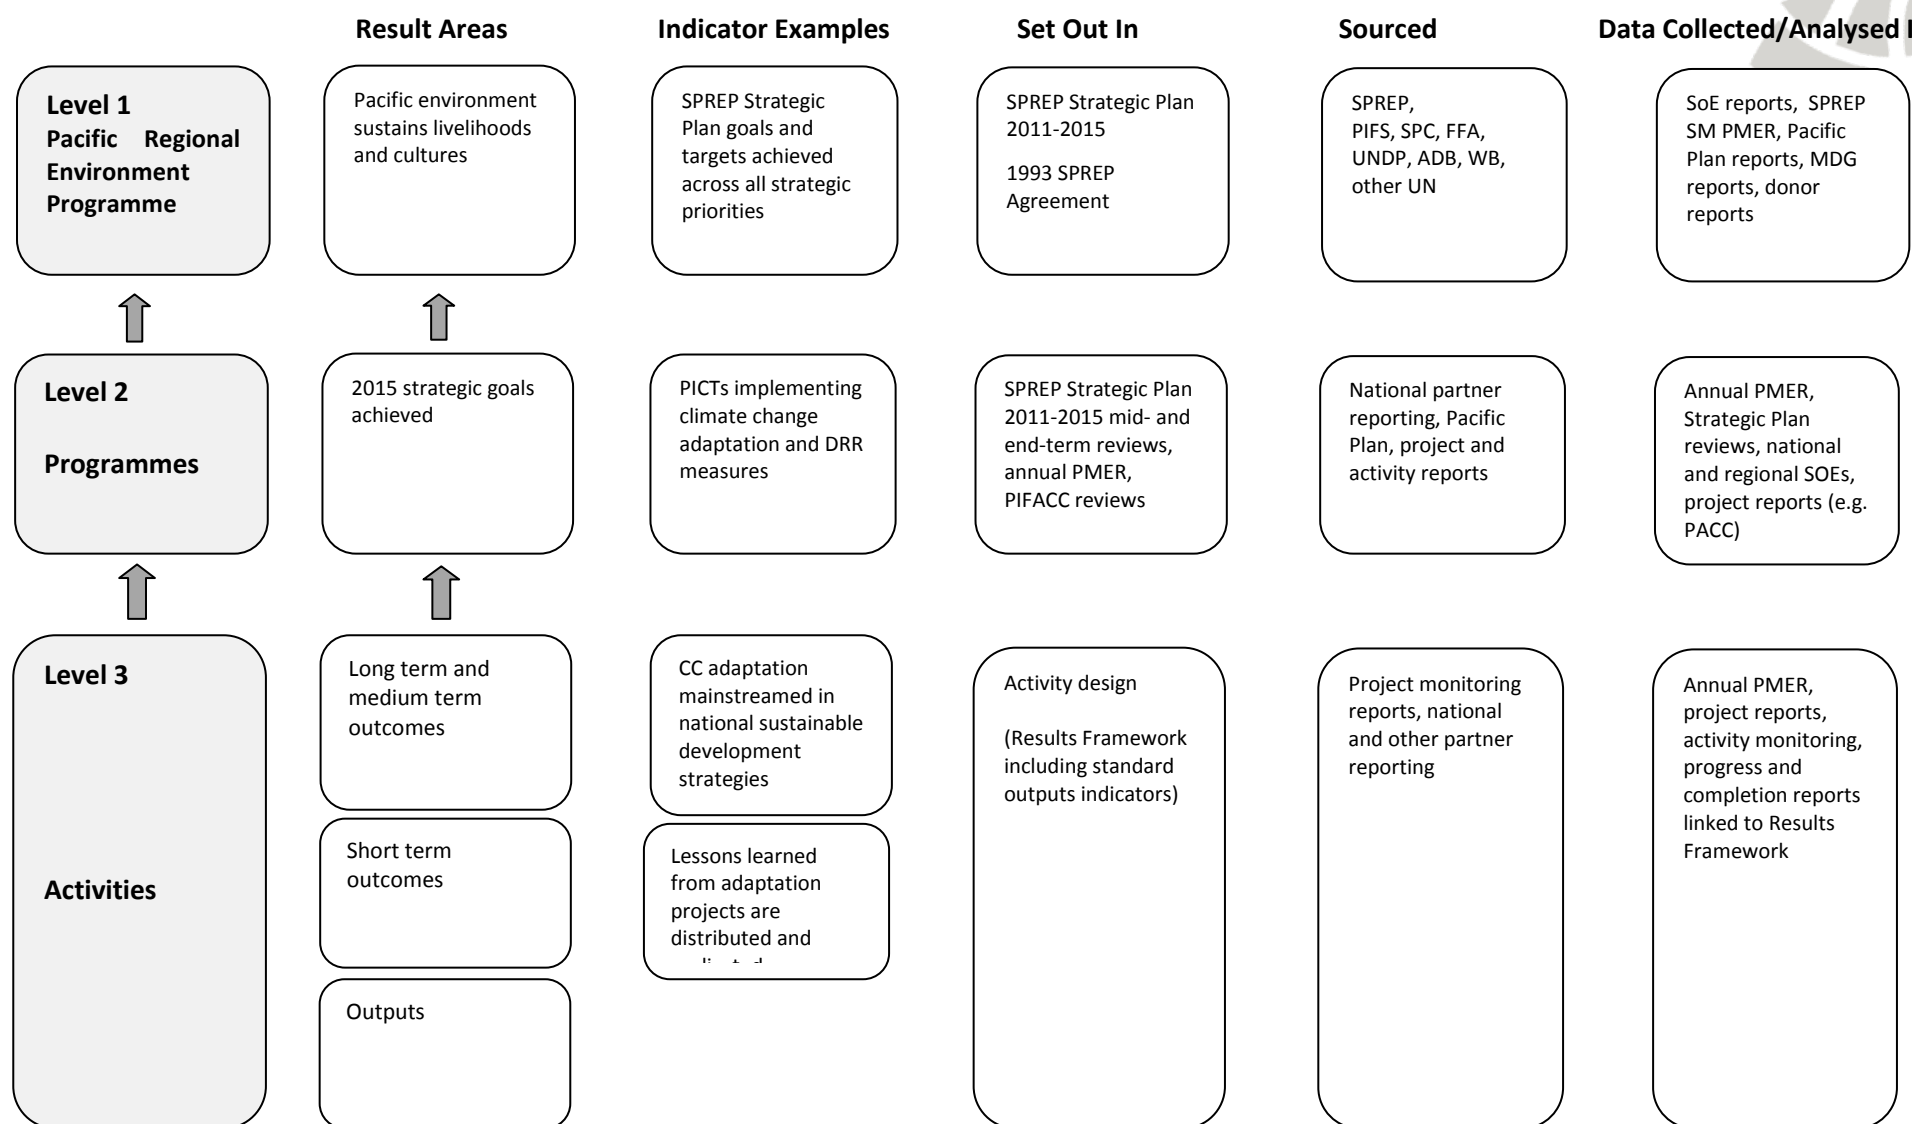 Result Areas
Indicator Examples
Set Out In
Sourced
Data Collected/Analysed
Level 1
Pacific Regional
Environment
Programme
Pacific environment
sustains livelihoods
and cultures
SPREP Strategic
Plan goals and
targets achieved
across all strategic
priorities
SPREP Strategic Plan
2011-2015
1993 SPREP
Agreement
SPREP,
PIFS, SPC, FFA,
UNDP, ADB, WB,
other UN
SoE reports, SPREP
SM PMER, Pacific
Plan reports, MDG
reports, donor
reports
Level 2
Programmes
2015 strategic goals
achieved
PICTs implementing
climate change
adaptation and DRR
measures
SPREP Strategic Plan
2011-2015 mid- and
end-term reviews,
annual PMER,
PIFACC reviews
National partner
reporting, Pacific
Plan, project and
activity reports
Annual PMER,
Strategic Plan
reviews, national
and regional SOEs,
project reports (e.g.
PACC)
Level 3
Activities
Long term and
medium term
outcomes
Short term
outcomes
Outputs
CC adaptation
mainstreamed in
national sustainable
development
strategies
Lessons learned
from adaptation
projects are
distributed and
Activity design
(Results Framework
including standard
outputs indicators)
Project monitoring
reports, national
and other partner
reporting
Annual PMER,
project reports,
activity monitoring,
progress and
completion reports
linked to Results
Framework